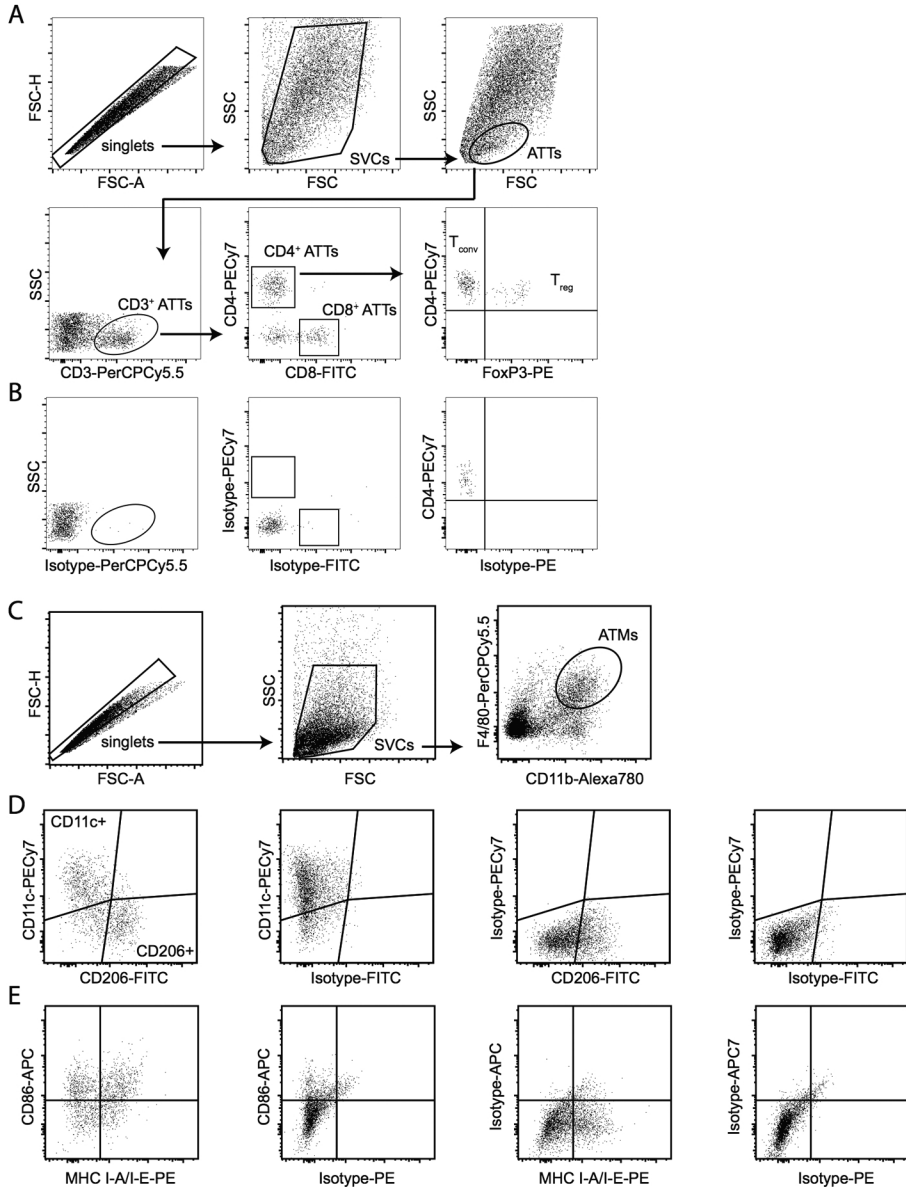 A
FSC-H
singlets
FSC-A
SSC
SVCs
FSC
SSC
ATTs
FSC
SSC
CD3⁺ ATTs
CD3-PerCPCy5.5
CD4-PECy7
CD4⁺ ATTs
CD8⁺ ATTs
CD8-FITC
CD4-PECy7
T_conv
T_reg
FoxP3-PE
B
SSC
Isotype-PerCPCy5.5
Isotype-PECy7
Isotype-FITC
CD4-PECy7
Isotype-PE
C
FSC-H
singlets
FSC-A
SSC
SVCs
FSC
F4/80-PerCPCy5.5
ATMs
CD11b-Alexa780
D
CD11c-PECy7
CD11c+
CD206+
CD206-FITC
CD11c-PECy7
Isotype-FITC
Isotype-PECy7
CD206-FITC
Isotype-PECy7
Isotype-FITC
E
CD86-APC
MHC I-A/I-E-PE
CD86-APC
Isotype-PE
Isotype-APC
MHC I-A/I-E-PE
Isotype-APC7
Isotype-PE